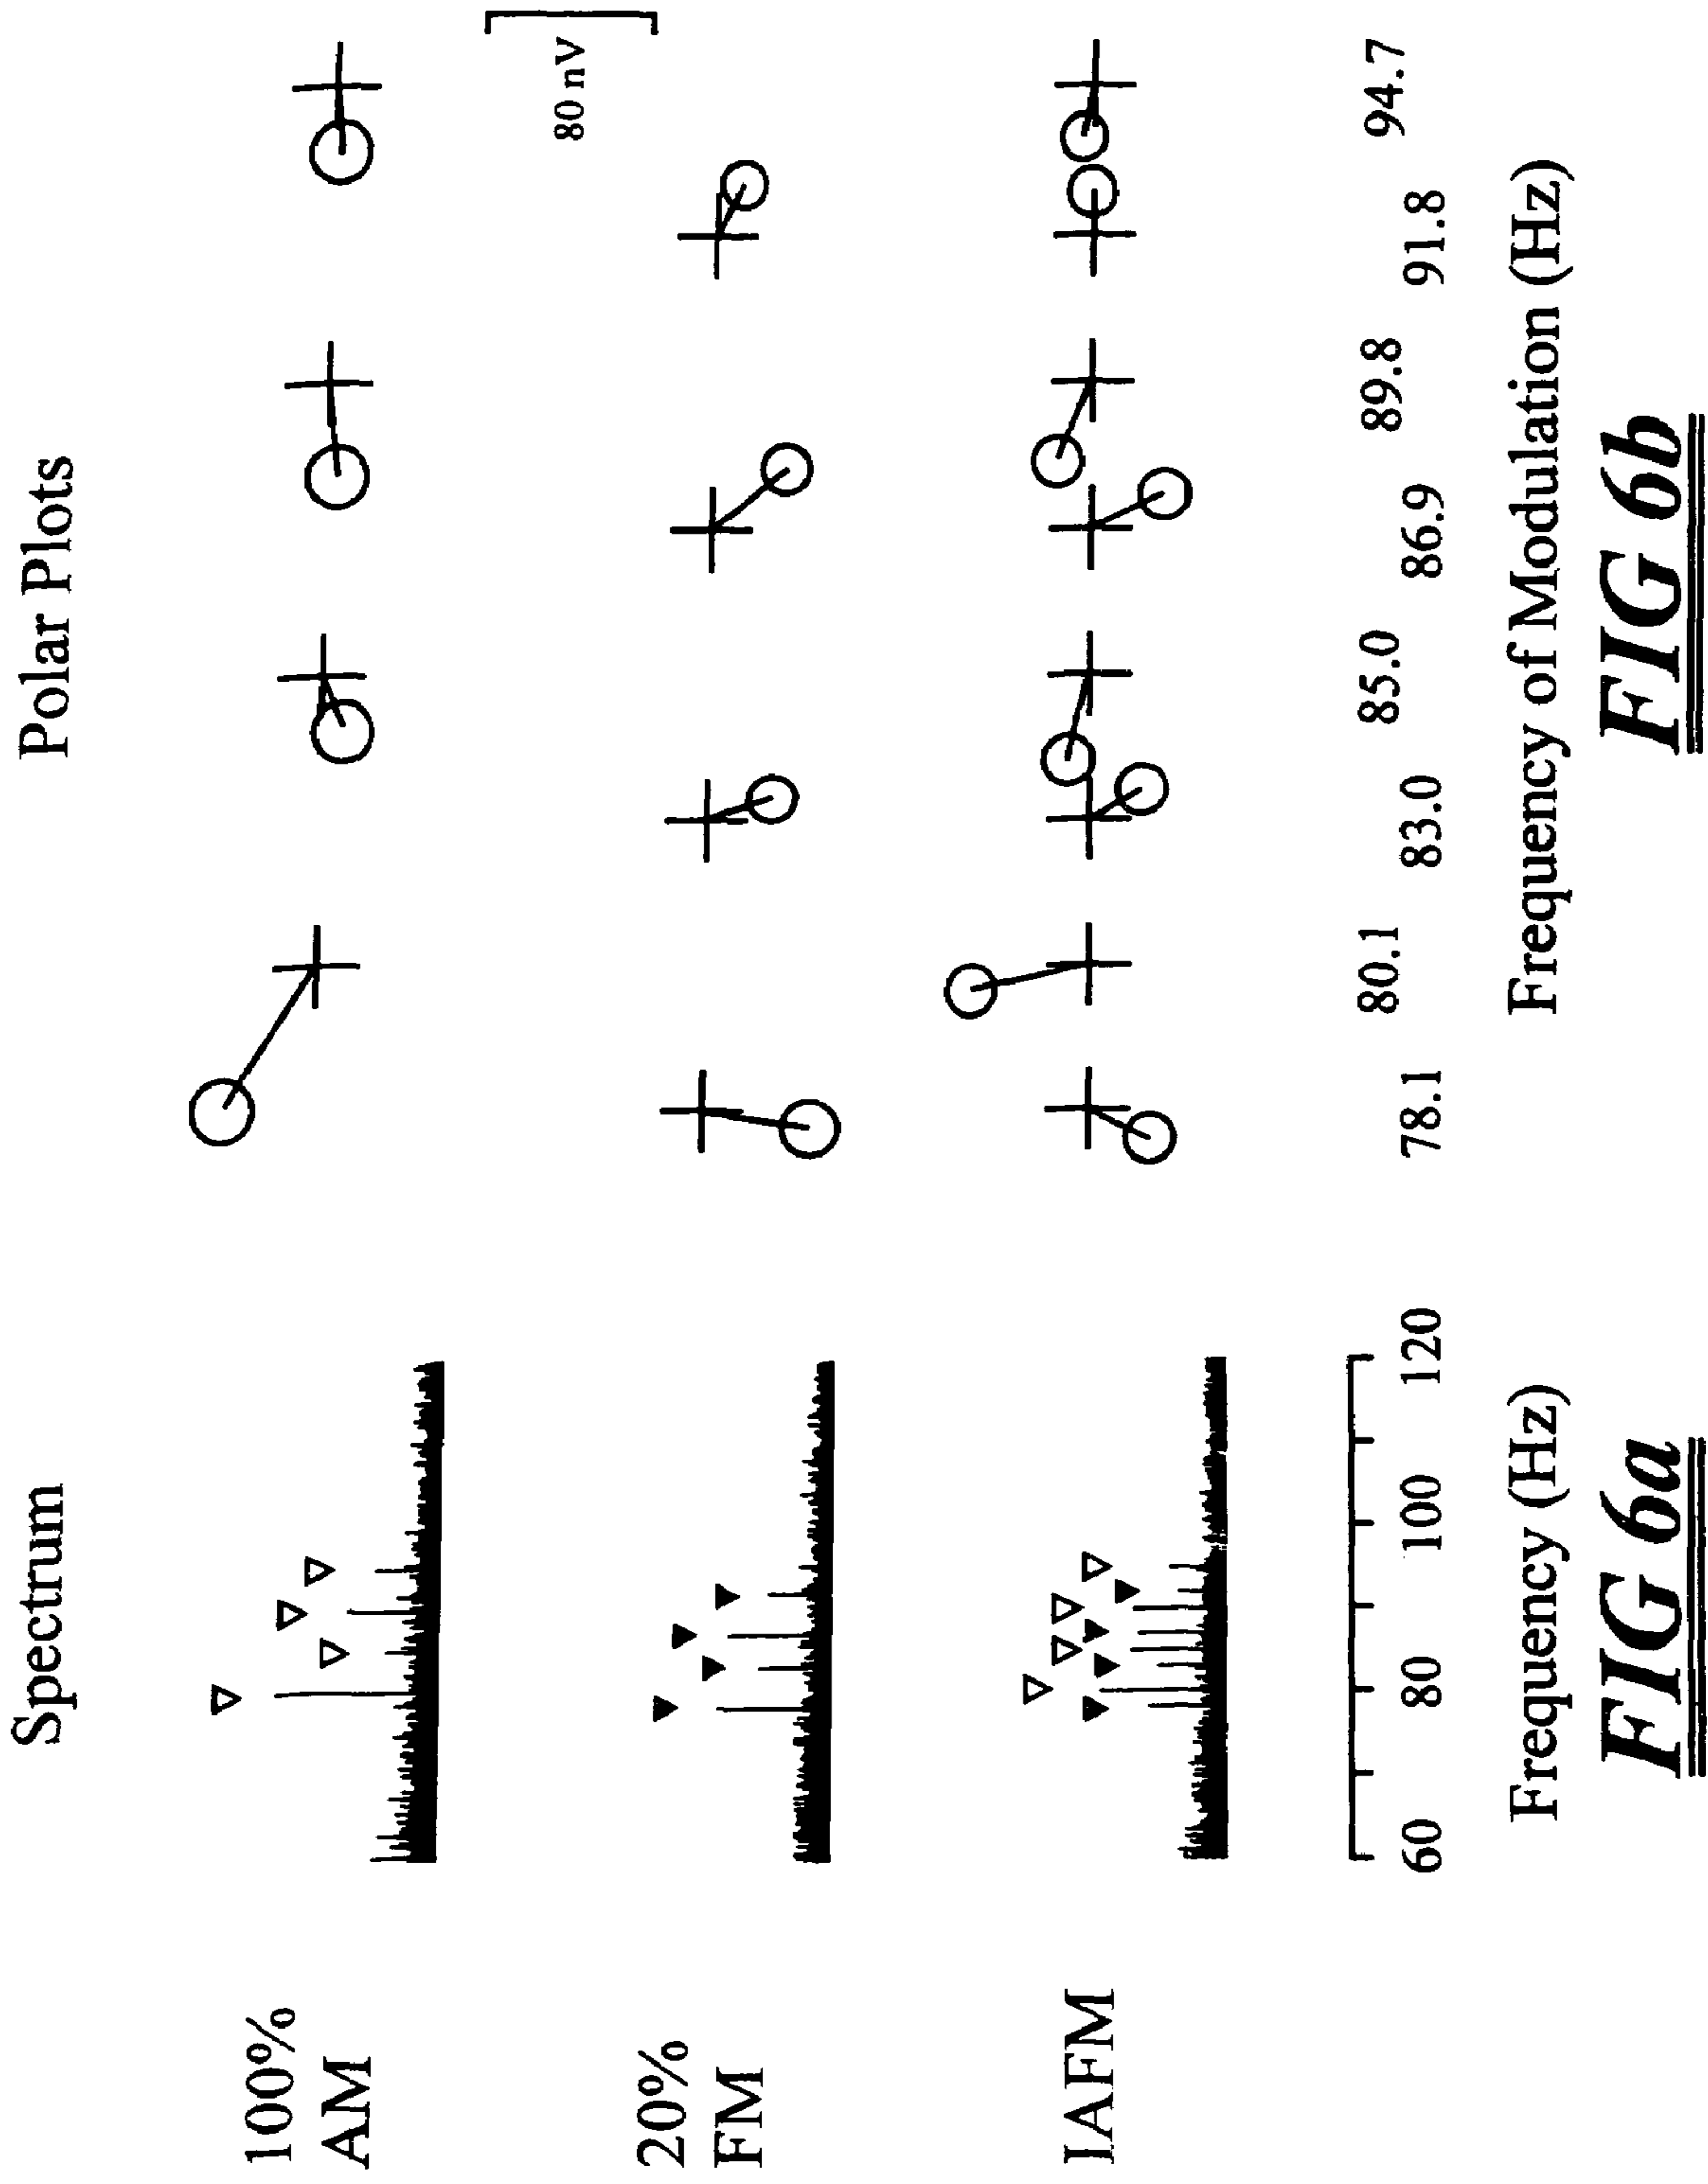 Spectrum
Polar Plots
100%
AM
80 nV
20%
FM
IAFM
60
80
100
120
78.1
80.1
83.0
85.0
86.9
89.8
91.8
94.7
Frequency (Hz)
Frequency of Modulation (Hz)
FIG 6a
FIG 6b